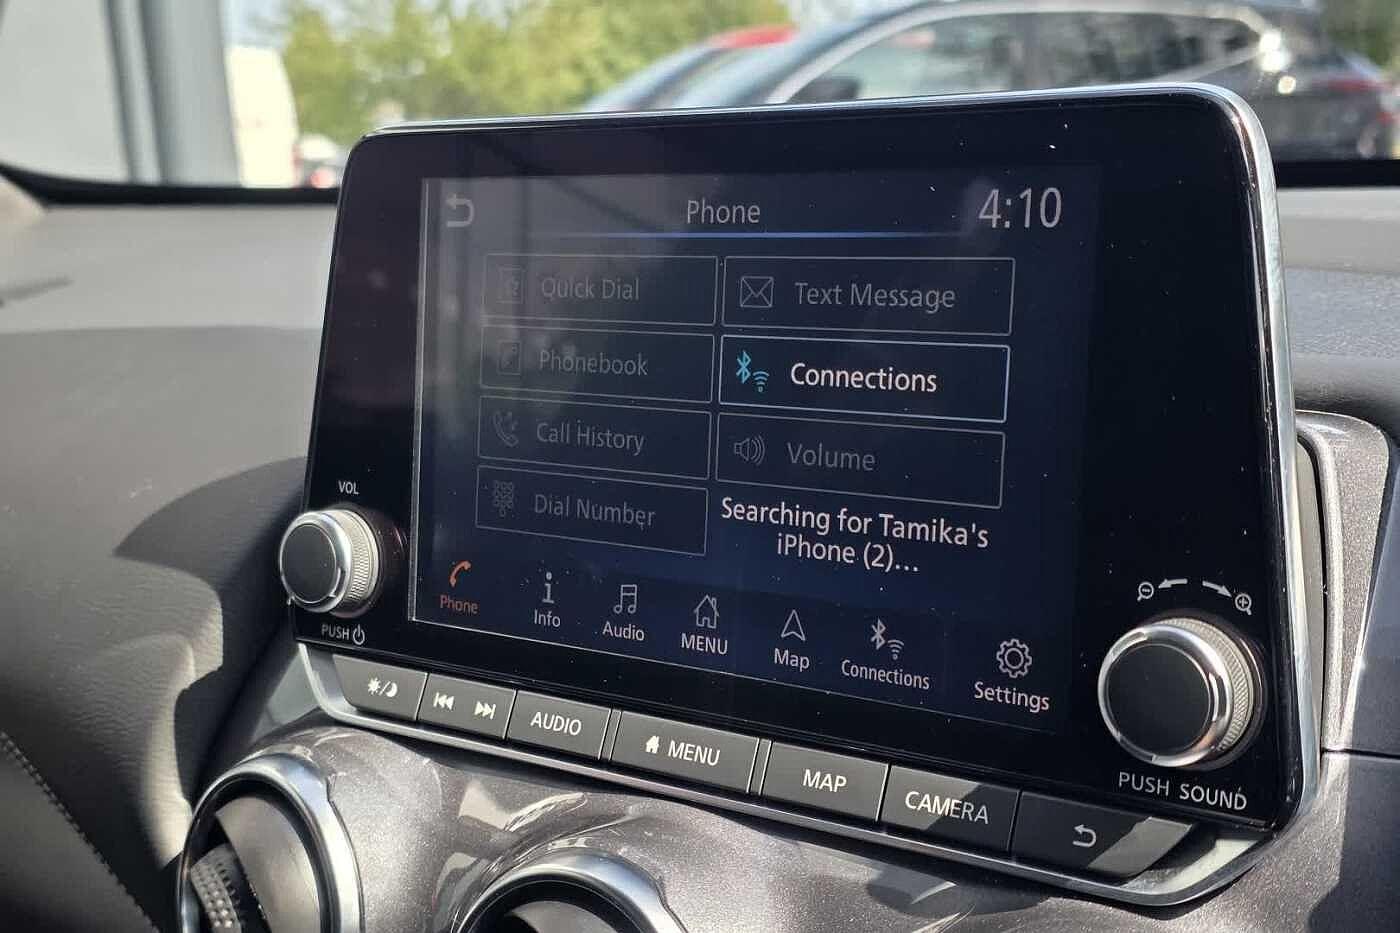 Phone
4:10
Quick Dial
Text Message
Phonebook
Connections
Call History
Volume
Dial Number
Searching for Tamika's
iPhone (2)...
Phone
Info
Audio
MENU
Map
Connections
Settings
VOL
PUSH
PUSH SOUND
AUDIO
MENU
MAP
CAMERA